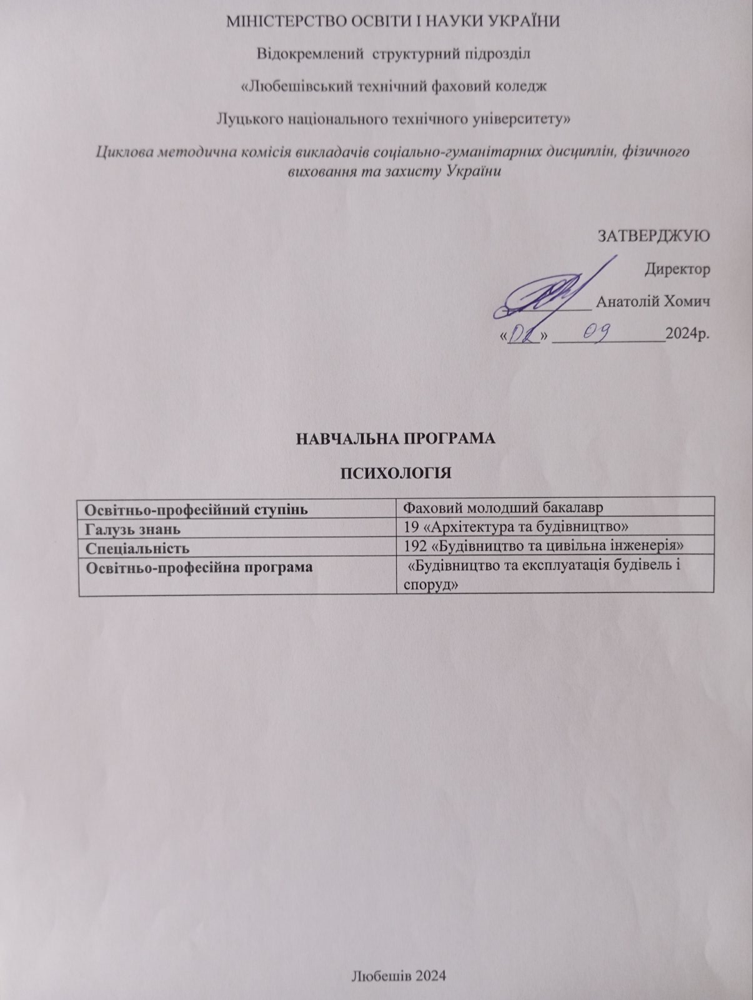 МІНІСТЕРСТВО ОСВІТИ І НАУКИ УКРАЇНИ
Відокремлений структурний підрозділ
«Любешівський технічний фаховий коледж
Луцького національного технічного університету»
Циклова методична комісія викладачів соціально-гуманітарних дисциплін, фізичного
виховання та захисту України
ЗАТВЕРДЖУЮ
Директор
___________ Анатолій Хомич
«02» 09 2024р.
НАВЧАЛЬНА ПРОГРАМА
ПСИХОЛОГІЯ
Освітньо-професійний ступінь Фаховий молодший бакалавр
Галузь знань 19 «Архітектура та будівництво»
Спеціальність 192 «Будівництво та цивільна інженерія»
Освітньо-професійна програма «Будівництво та експлуатація будівель і
споруд»
Любешів 2024